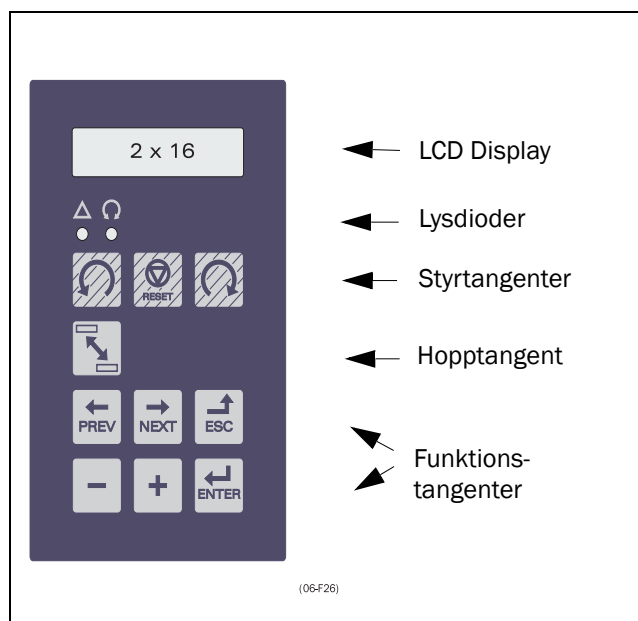 2 x 16
LCD Display
Lysdioder
RESET
Styrtangenter
Hopptangent
PREV NEXT ESC
Funktions-
tangenter
- + ENTER
(06-F26)